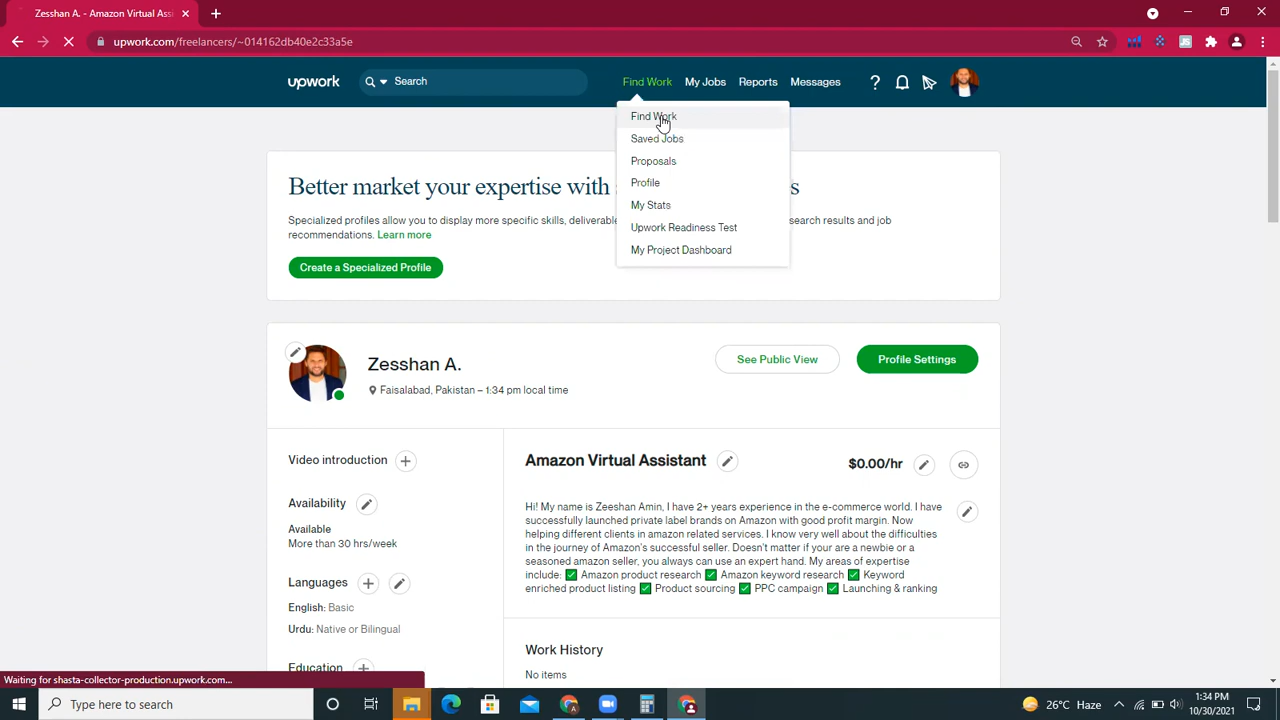 Zesshan A. - Amazon Virtual Assi
upwork.com/freelancers/~014162db40e2c33a5e
upwork
Search
Find Work
My Jobs
Reports
Messages
Find Work
Saved Jobs
Proposals
Profile
My Stats
Upwork Readiness Test
My Project Dashboard
Better market your expertise with s
s
Specialized profiles allow you to display more specific skills, deliverable
search results and job
recommendations. Learn more
Create a Specialized Profile
Zesshan A.
Faisalabad, Pakistan – 1:34 pm local time
See Public View
Profile Settings
Video introduction
Availability
Available
More than 30 hrs/week
Languages
English: Basic
Urdu: Native or Bilingual
Education
Amazon Virtual Assistant
$0.00/hr
Hi! My name is Zeeshan Amin, I have 2+ years experience in the e-commerce world. I have
successfully launched private label brands on Amazon with good profit margin. Now
helping different clients in amazon related services. I know very well about the difficulties
in the journey of Amazon's successful seller. Doesn't matter if your are a newbie or a
seasoned amazon seller, you always can use an expert hand. My areas of expertise
include: ✅ Amazon product research ✅ Amazon keyword research ✅ Keyword
enriched product listing ✅ Product sourcing ✅ PPC campaign ✅ Launching & ranking
Work History
No items
Waiting for shasta-collector-production.upwork.com...
Type here to search
26°C Haze
1:34 PM
10/30/2021